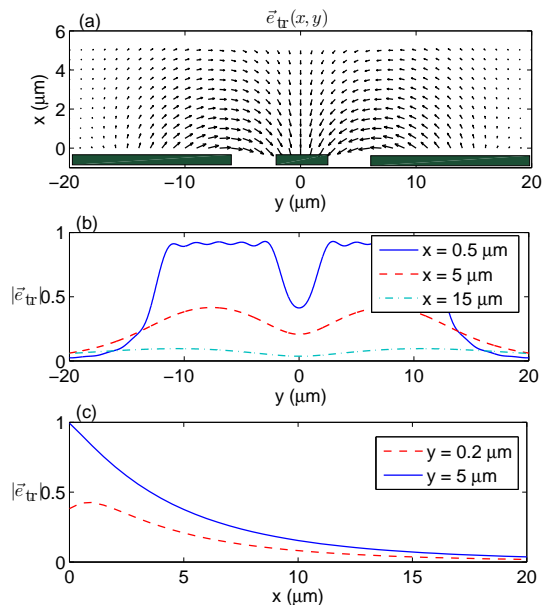 (a)
e⃗tr(x, y)
6
4
2
0
x (μm)
−20 −10 0 10 20
y (μm)
(b)
1
0.5
0
|e⃗tr|
x = 0.5 μm
x = 5 μm
x = 15 μm
−20 −10 0 10 20
y (μm)
(c)
1
0.5
0
|e⃗tr|
y = 0.2 μm
y = 5 μm
0 5 10 15 20
x (μm)